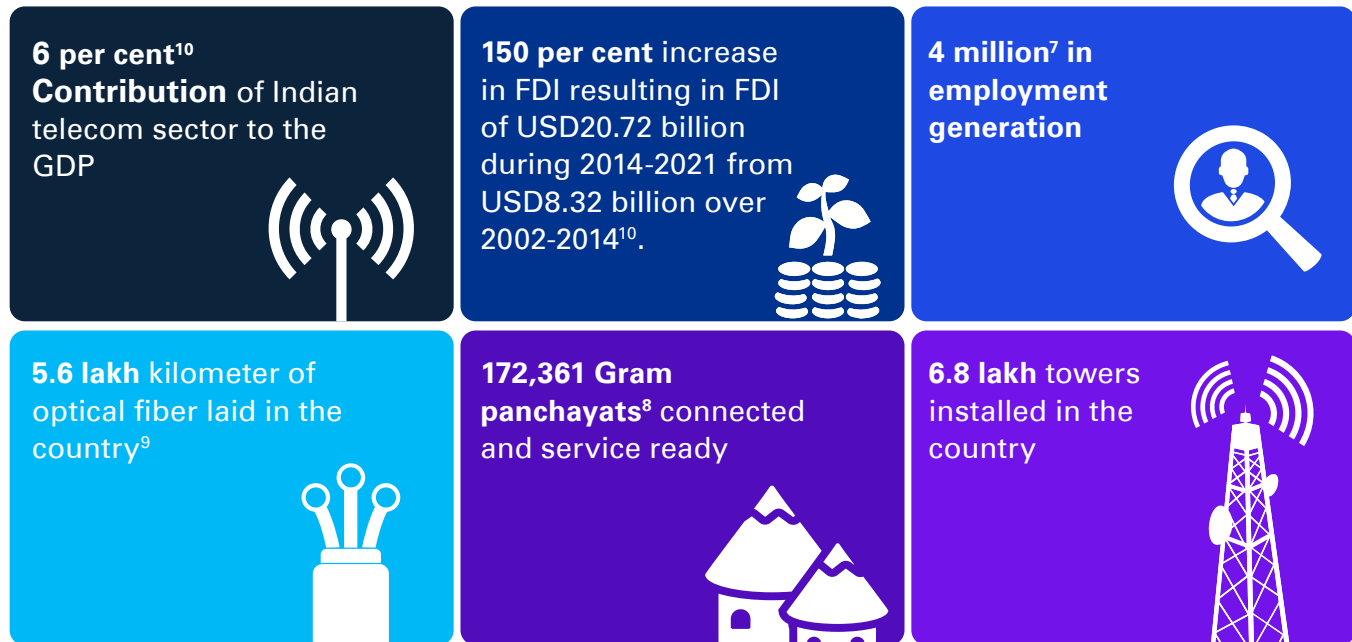 6 per cent¹⁰
Contribution of Indian
telecom sector to the
GDP
150 per cent increase
in FDI resulting in FDI
of USD20.72 billion
during 2014-2021 from
USD8.32 billion over
2002-2014¹⁰.
4 million⁷ in
employment
generation
5.6 lakh kilometer of
optical fiber laid in the
country⁹
172,361 Gram
panchayats⁸ connected
and service ready
6.8 lakh towers
installed in the
country